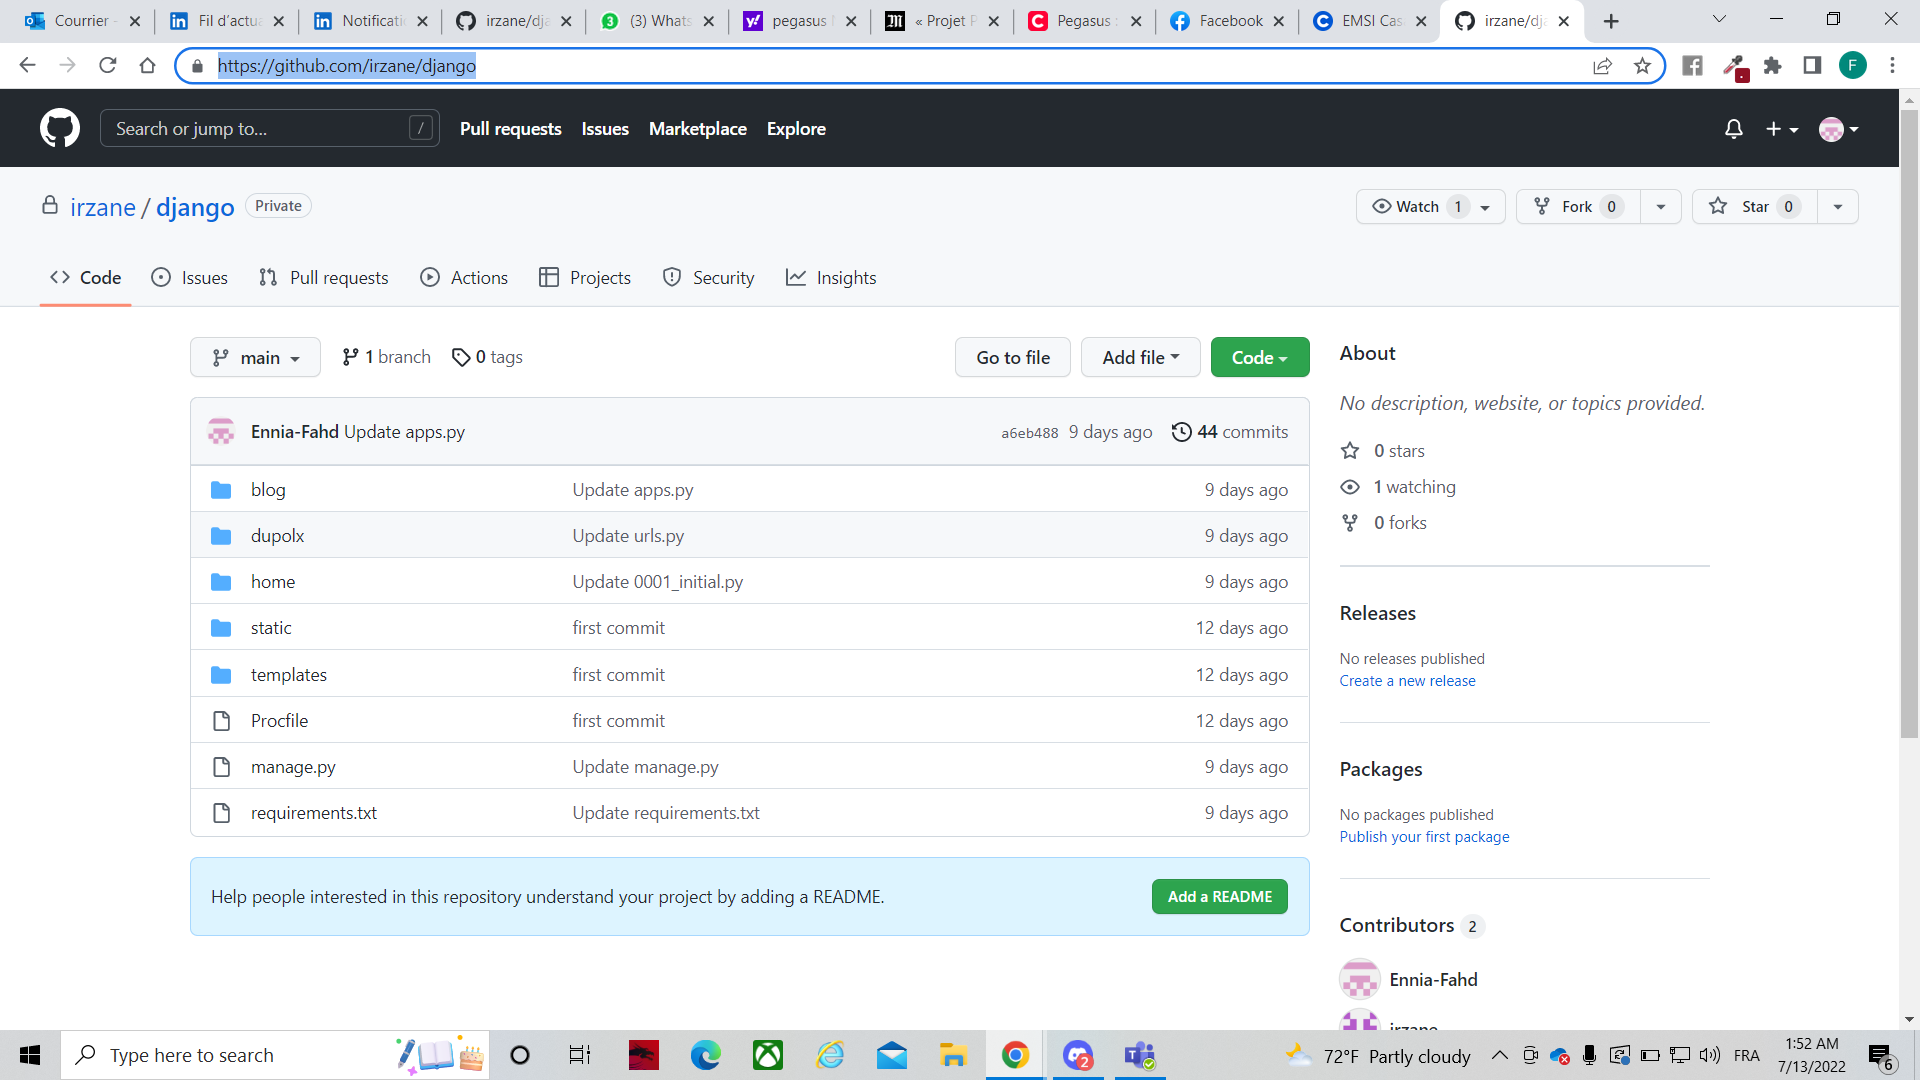 Courrier -
Fil d'actua
Notificatio
irzane/dja
(3) Whats
pegasus
« Projet P
Pegasus :
Facebook
EMSI Cas
irzane/dja
https://github.com/irzane/django
F
Search or jump to... /
Pull requests Issues Marketplace Explore
irzane / django Private
Watch 1 Fork 0 Star 0
Code Issues Pull requests Actions Projects Security Insights
main 1 branch 0 tags Go to file Add file Code
Ennia-Fahd Update apps.py a6eb488 9 days ago 44 commits
blog Update apps.py 9 days ago
dupolx Update urls.py 9 days ago
home Update 0001_initial.py 9 days ago
static first commit 12 days ago
templates first commit 12 days ago
Procfile first commit 12 days ago
manage.py Update manage.py 9 days ago
requirements.txt Update requirements.txt 9 days ago
Help people interested in this repository understand your project by adding a README. Add a README
About
No description, website, or topics provided.
0 stars
1 watching
0 forks
Releases
No releases published
Create a new release
Packages
No packages published
Publish your first package
Contributors 2
Ennia-Fahd
irzane
Type here to search
2
72°F Partly cloudy
FRA
1:52 AM
7/13/2022
6